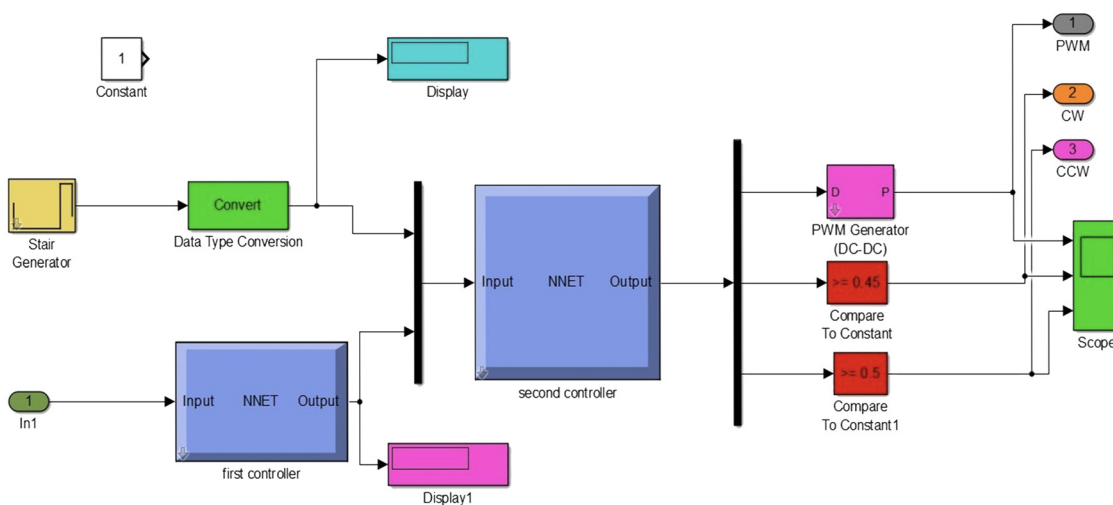 1
Constant
Display
1
PWM
2
CW
3
CCW
Stair
Generator
Convert
Data Type Conversion
Input NNET Output
second controller
D P
PWM Generator
(DC-DC)
>= 0.45
Compare
To Constant
>= 0.5
Compare
To Constant1
Scope
1
In1
Input NNET Output
first controller
Display1